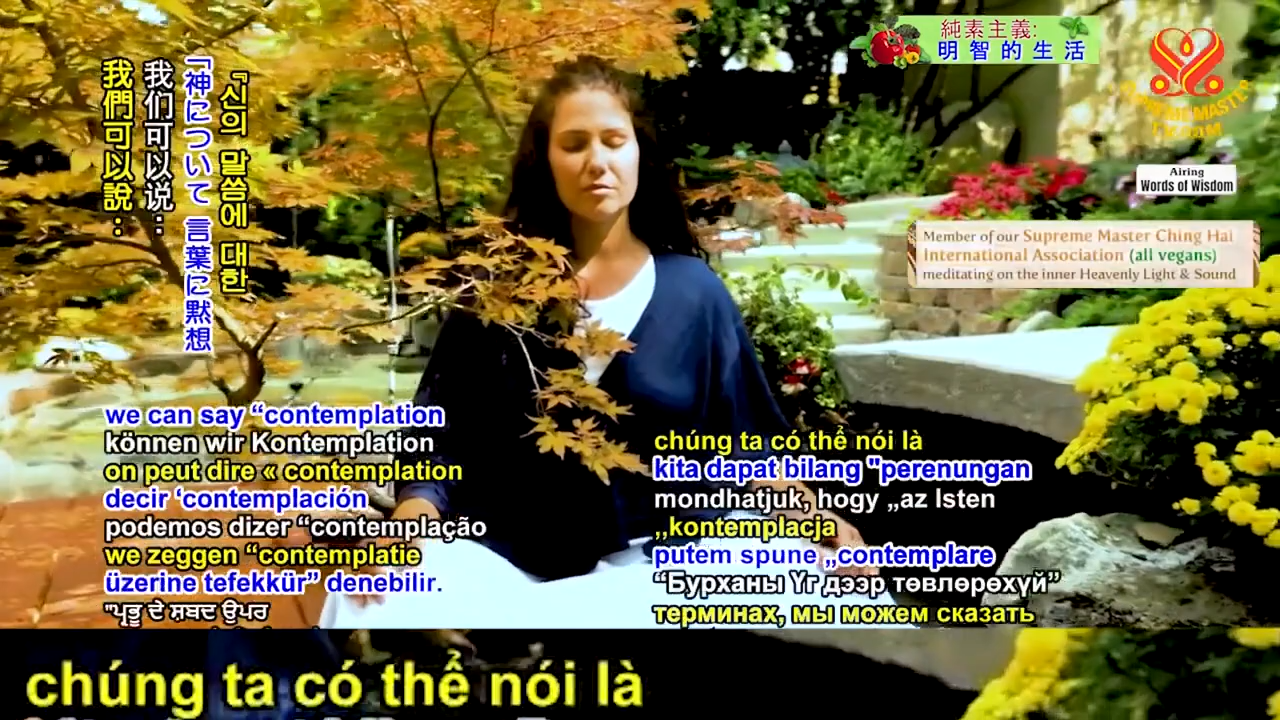 純素主義:
明智的生活
SUPREME MASTER
TV.COM
Airing
Words of Wisdom
Member of our Supreme Master Ching Hai
International Association (all vegans)
meditating on the inner Heavenly Light & Sound
『신의 말씀에 대한
「神について 言葉に黙想
我们可以说：
我們可以說：
we can say “contemplation
können wir Kontemplation
on peut dire « contemplation
decir ‘contemplación
podemos dizer “contemplação
we zeggen “contemplatie
üzerine tefekkür” denebilir.
"ਪ੍ਰਭੂ ਦੇ ਸ਼ਬਦ ਉਪਰ
chúng ta có thể nói là
kita dapat bilang "perenungan
mondhatjuk, hogy „az Isten
„kontemplacja
putem spune „contemplare
“Бурханы Үг дээр төвлөрөхүй”
терминах, мы можем сказать
chúng ta có thể nói là